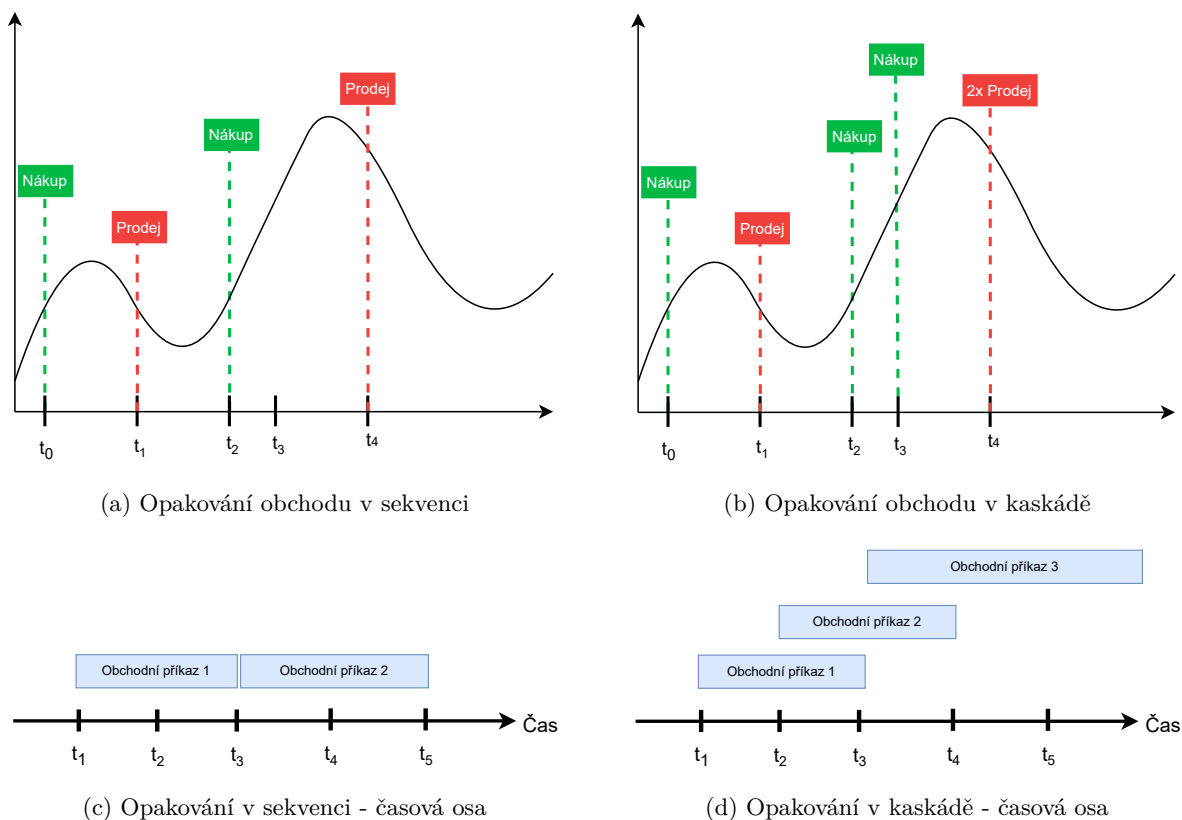 Nákup
Prodej
Nákup
Prodej
t0
t1
t2
t3
t4
(a) Opakování obchodu v sekvenci
Nákup
Prodej
Nákup
Nákup
2x Prodej
t0
t1
t2
t3
t4
(b) Opakování obchodu v kaskádě
Obchodní příkaz 1
Obchodní příkaz 2
Čas
t1
t2
t3
t4
t5
(c) Opakování v sekvenci - časová osa
Obchodní příkaz 3
Obchodní příkaz 2
Obchodní příkaz 1
Čas
t1
t2
t3
t4
t5
(d) Opakování v kaskádě - časová osa